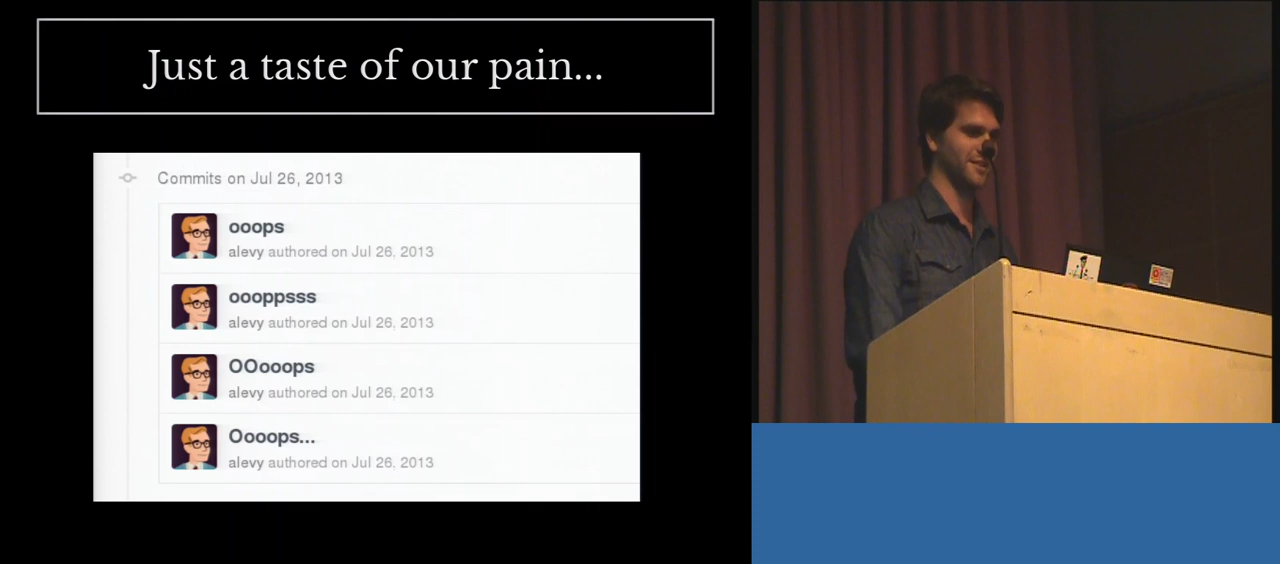 Just a taste of our pain...
Commits on Jul 26, 2013
ooops
alevy authored on Jul 26, 2013
oooppsss
alevy authored on Jul 26, 2013
OOooops
alevy authored on Jul 26, 2013
Oooops...
alevy authored on Jul 26, 2013